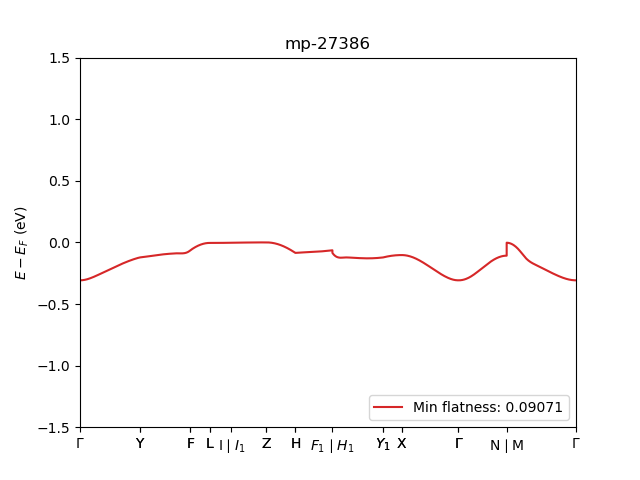 mp-27386
E − E_F (eV)
1.5
1.0
0.5
0.0
−0.5
−1.0
−1.5
Min flatness: 0.09071
Γ Y F L I | I₁ Z H F₁ | H₁ Y₁ X Γ N | M Γ